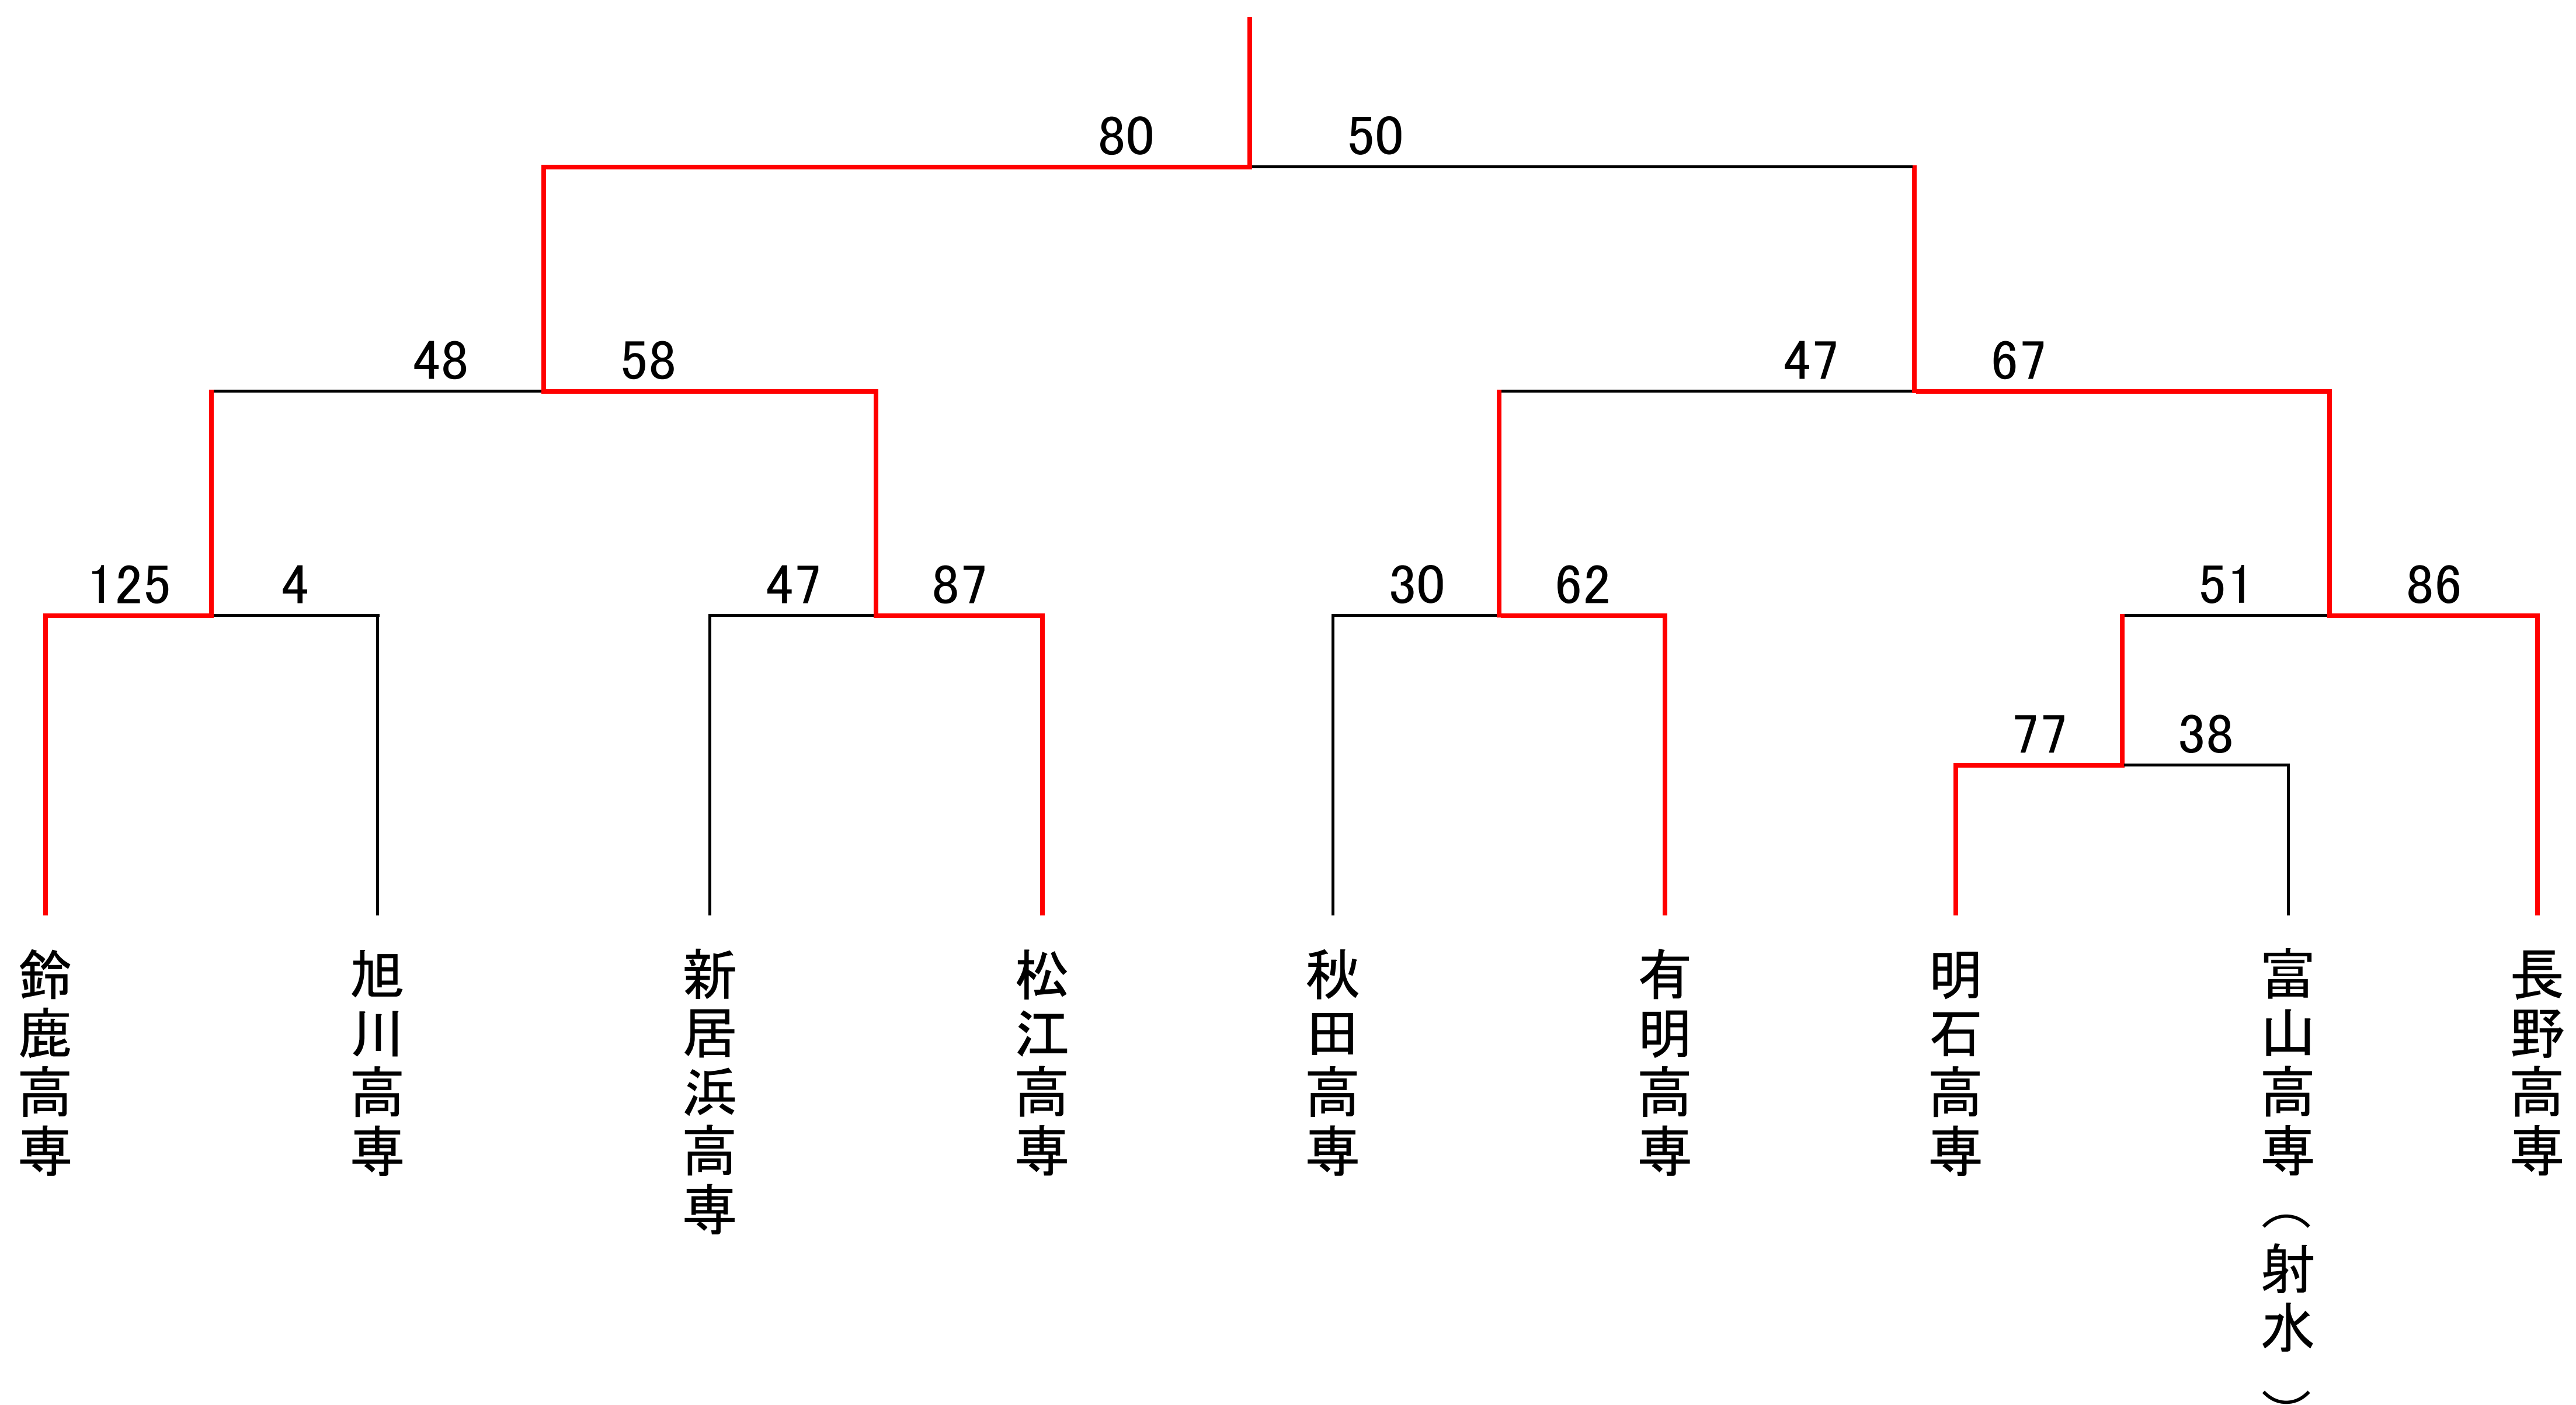 80 50
48 58
47 67
125 4
47 87
30 62
51 86
77 38
鈴鹿高専
旭川高専
新居浜高専
松江高専
秋田高専
有明高専
明石高専
富山高専（射水）
長野高専